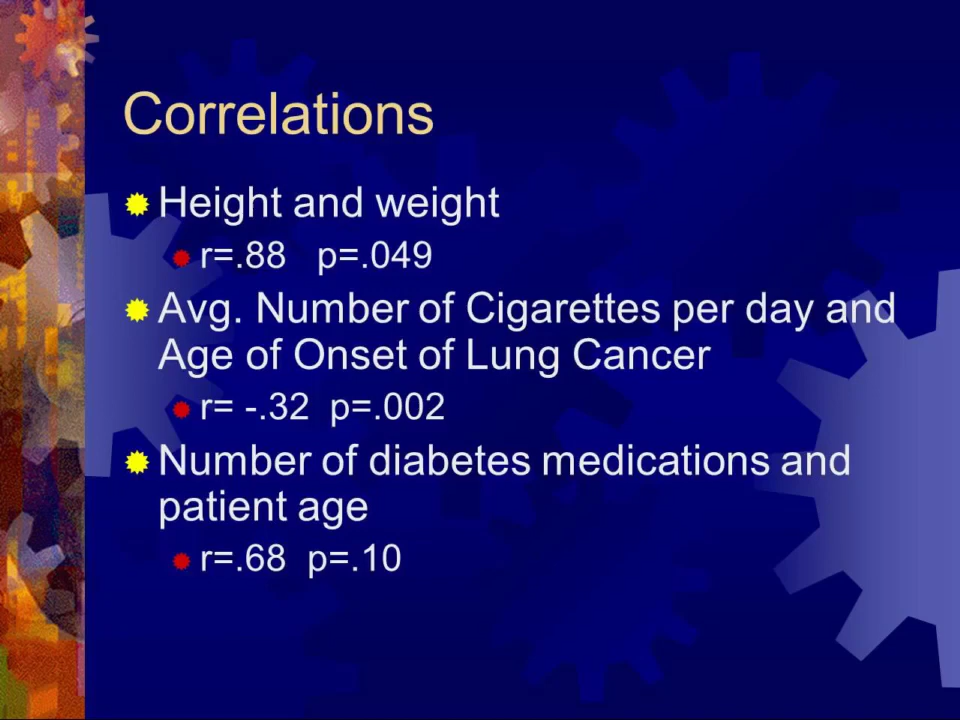 Correlations
Height and weight
r=.88 p=.049
Avg. Number of Cigarettes per day and
Age of Onset of Lung Cancer
r= -.32 p=.002
Number of diabetes medications and
patient age
r=.68 p=.10